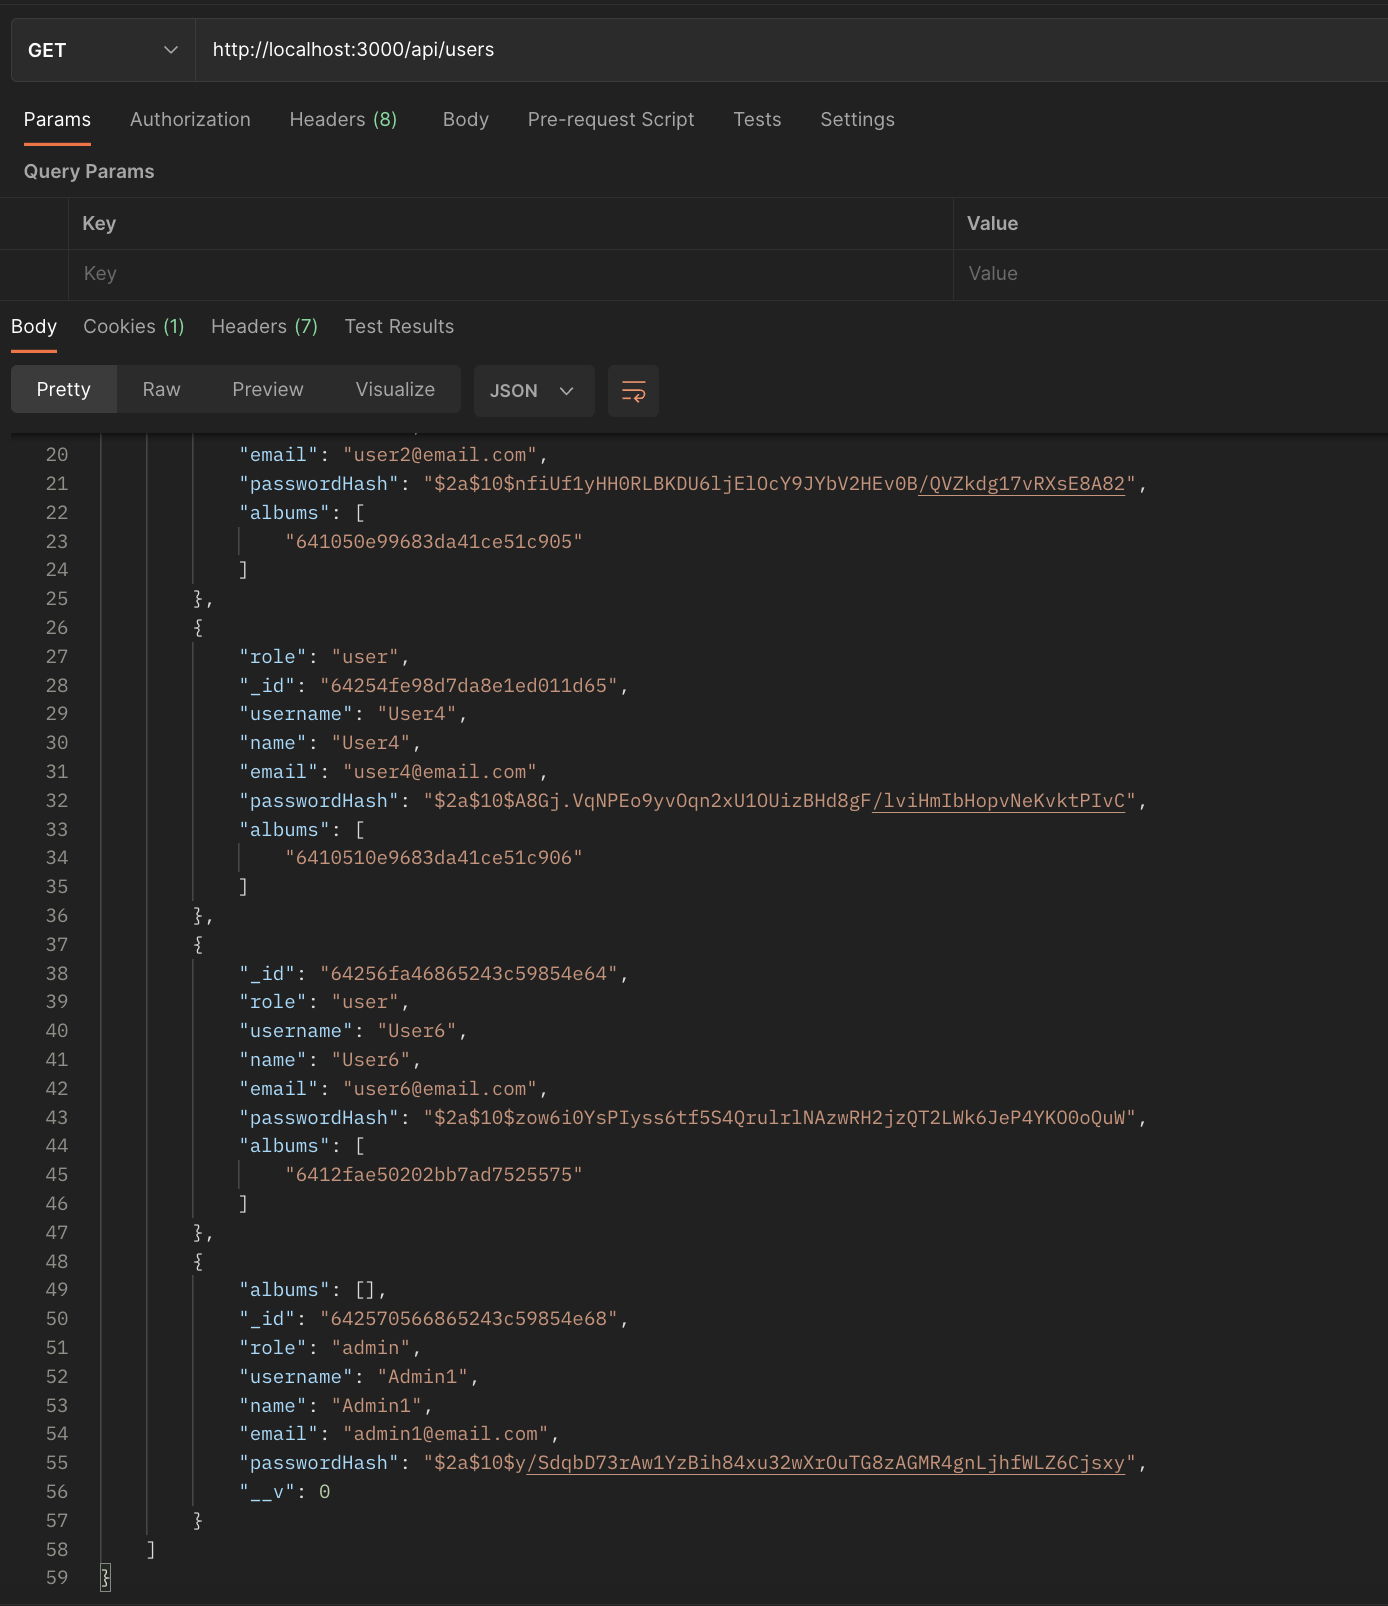 GET http://localhost:3000/api/users
Params Authorization Headers (8) Body Pre-request Script Tests Settings
Query Params
Key Value
Key Value
Body Cookies (1) Headers (7) Test Results
Pretty Raw Preview Visualize JSON
20 "email": "user2@email.com",
21 "passwordHash": "$2a$10$nfiUf1yHH0RLBKDU6ljElOcY9JYbV2HEv0B/QVZkdg17vRXsE8A82",
22 "albums": [
23 "641050e99683da41ce51c905"
24 ]
25 },
26 {
27 "role": "user",
28 "_id": "64254fe98d7da8e1ed011d65",
29 "username": "User4",
30 "name": "User4",
31 "email": "user4@email.com",
32 "passwordHash": "$2a$10$A8Gj.VqNPEo9yvOqn2xU1OUizBHd8gF/lviHmIbHopvNeKvktPIvC",
33 "albums": [
34 "6410510e9683da41ce51c906"
35 ]
36 },
37 {
38 "_id": "64256fa46865243c59854e64",
39 "role": "user",
40 "username": "User6",
41 "name": "User6",
42 "email": "user6@email.com",
43 "passwordHash": "$2a$10$zow6i0YsPIyss6tf5S4QrulrlNAzwRH2jzQT2LWk6JeP4YKO0oQuW",
44 "albums": [
45 "6412fae50202bb7ad7525575"
46 ]
47 },
48 {
49 "albums": [],
50 "_id": "642570566865243c59854e68",
51 "role": "admin",
52 "username": "Admin1",
53 "name": "Admin1",
54 "email": "admin1@email.com",
55 "passwordHash": "$2a$10$y/SdqbD73rAw1YzBih84xu32wXrOuTG8zAGMR4gnLjhfWLZ6Cjsxy",
56 "__v": 0
57 }
58 ]
59 }